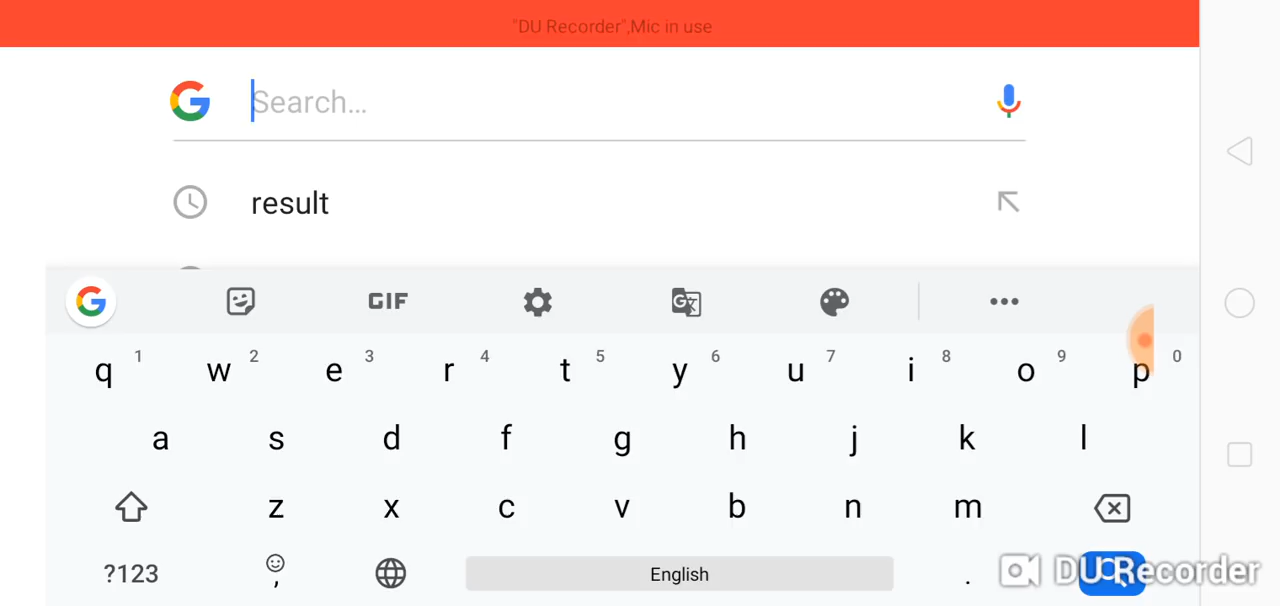 "DU Recorder",Mic in use
Search...
result
GIF
q 1 w 2 e 3 r 4 t 5 y 6 u 7 i 8 o 9 p 0
a s d f g h j k l
z x c v b n m
?123 , English . DU Recorder